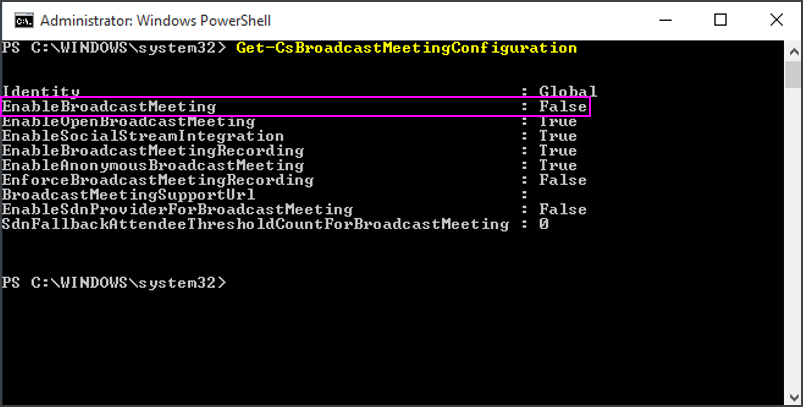 Administrator: Windows PowerShell
PS C:\WINDOWS\system32> Get-CsBroadcastMeetingConfiguration
Identity : Global
EnableBroadcastMeeting : False
EnableOpenBroadcastMeeting : True
EnableSocialStreamIntegration : True
EnableBroadcastMeetingRecording : True
EnableAnonymousBroadcastMeeting : True
EnforceBroadcastMeetingRecording : False
BroadcastMeetingSupportUrl :
EnableSdnProviderForBroadcastMeeting : False
SdnFallbackAttendeeThresholdCountForBroadcastMeeting : 0
PS C:\WINDOWS\system32>